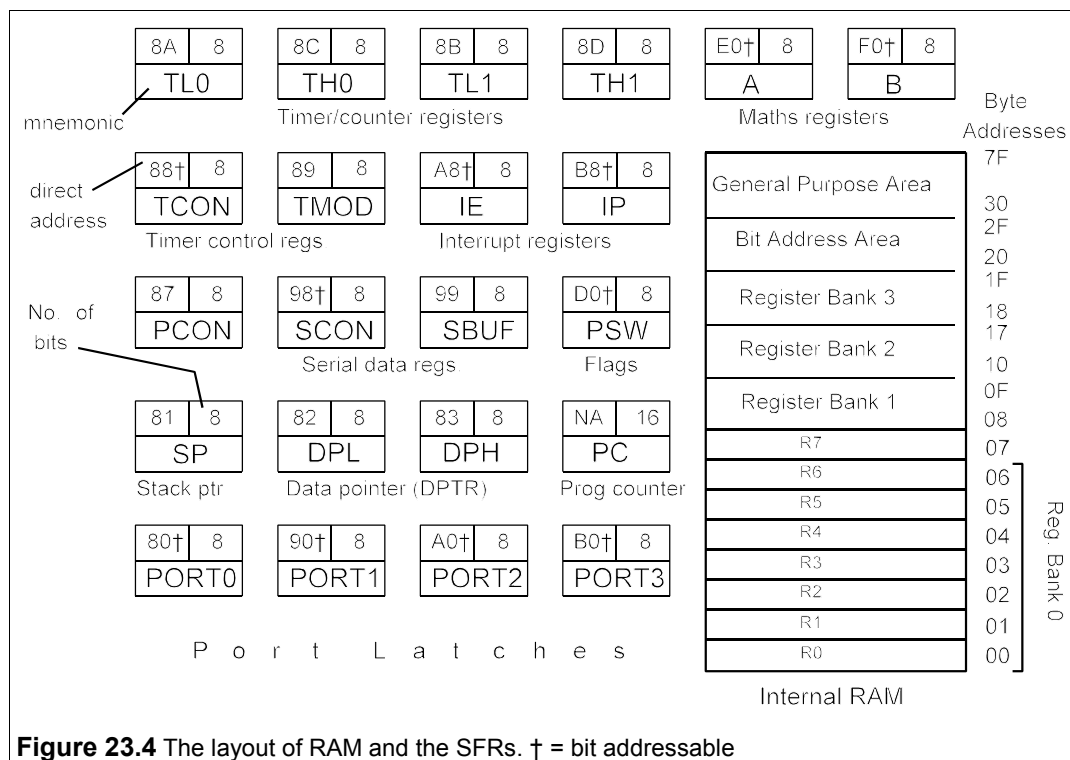 8A 8 8C 8 8B 8 8D 8 E0† 8 F0† 8
TL0 TH0 TL1 TH1 A B
mnemonic
Timer/counter registers
Maths registers
Byte
Addresses
direct
address
88† 8 89 8 A8† 8 B8† 8
TCON TMOD IE IP
Timer control regs
Interrupt registers
No. of
bits
87 8 98† 8 99 8 D0† 8
PCON SCON SBUF PSW
Serial data regs
Flags
81 8 82 8 83 8 NA 16
SP DPL DPH PC
Stack ptr
Data pointer (DPTR)
Prog counter
80† 8 90† 8 A0† 8 B0† 8
PORT0 PORT1 PORT2 PORT3
Port Latches
7F
General Purpose Area
30
2F
Bit Address Area
20
1F
Register Bank 3
18
17
Register Bank 2
10
0F
Register Bank 1
08
R7 07
R6 06
R5 05
R4 04
R3 03
R2 02
R1 01
R0 00
Reg. Bank 0
Internal RAM
Figure 23.4 The layout of RAM and the SFRs. † = bit addressable